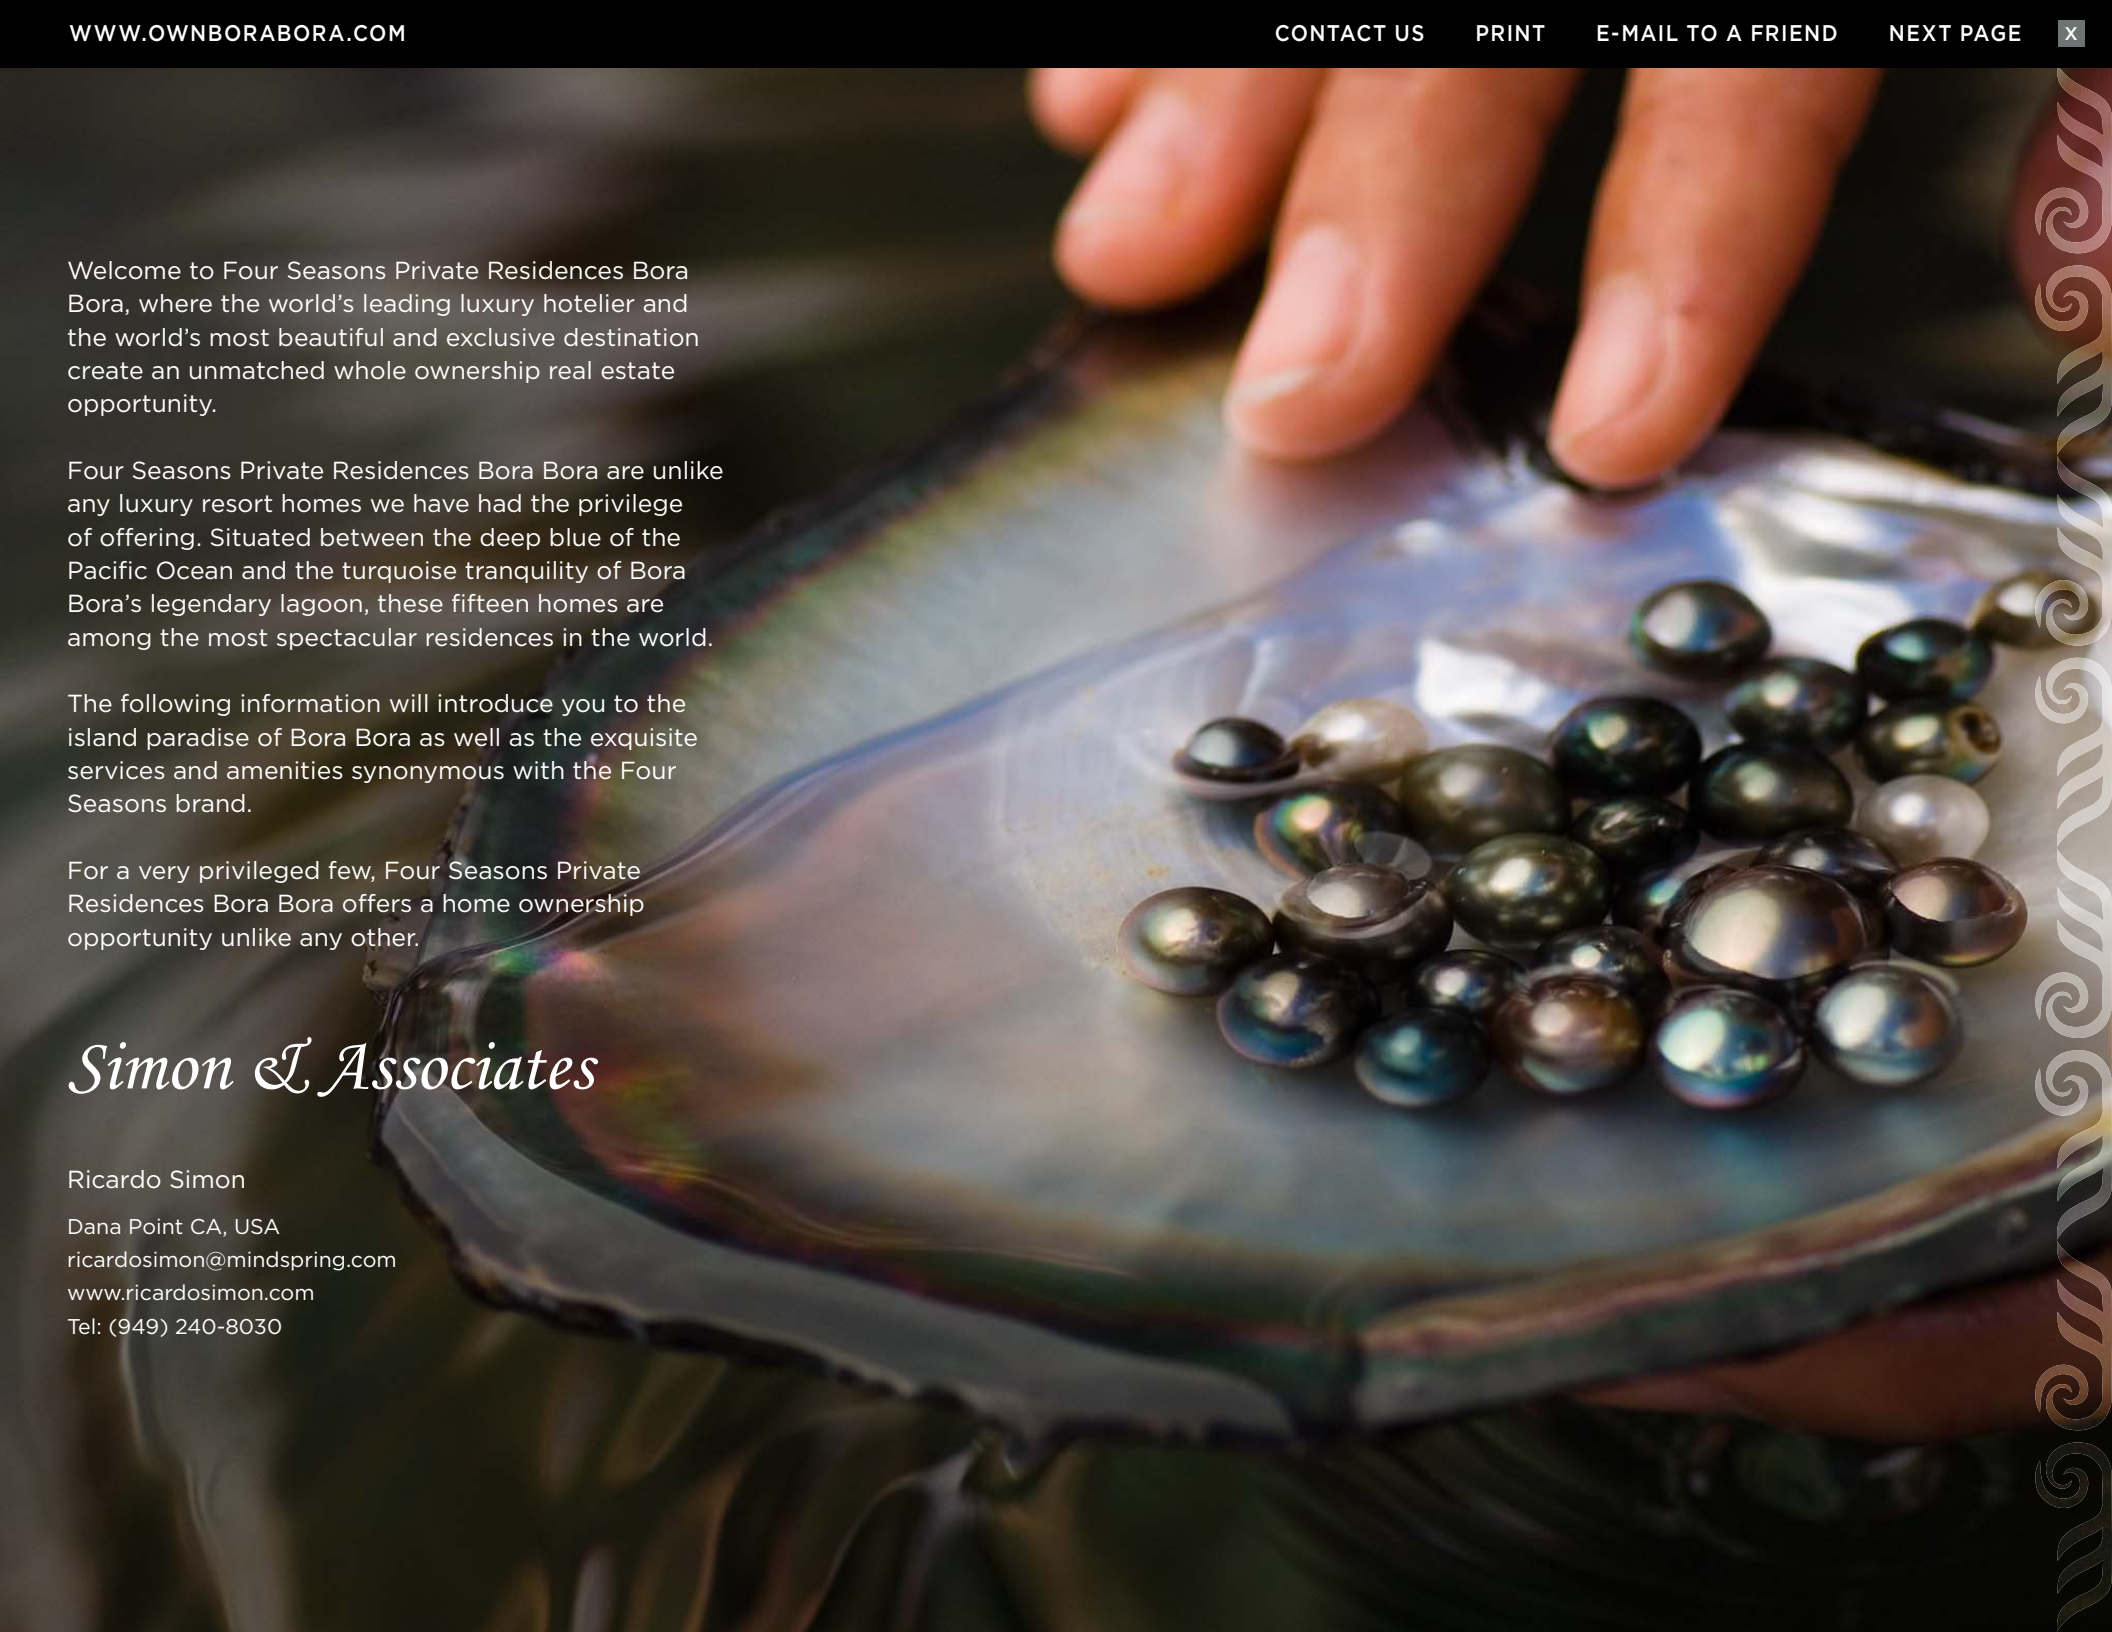 WWW.OWNBORABORA.COM CONTACT US PRINT E-MAIL TO A FRIEND NEXT PAGE X
Welcome to Four Seasons Private Residences Bora
Bora, where the world’s leading luxury hotelier and
the world’s most beautiful and exclusive destination
create an unmatched whole ownership real estate
opportunity.
Four Seasons Private Residences Bora Bora are unlike
any luxury resort homes we have had the privilege
of offering. Situated between the deep blue of the
Pacific Ocean and the turquoise tranquility of Bora
Bora’s legendary lagoon, these fifteen homes are
among the most spectacular residences in the world.
The following information will introduce you to the
island paradise of Bora Bora as well as the exquisite
services and amenities synonymous with the Four
Seasons brand.
For a very privileged few, Four Seasons Private
Residences Bora Bora offers a home ownership
opportunity unlike any other.
Simon & Associates
Ricardo Simon
Dana Point CA, USA
ricardosimon@mindspring.com
www.ricardosimon.com
Tel: (949) 240-8030